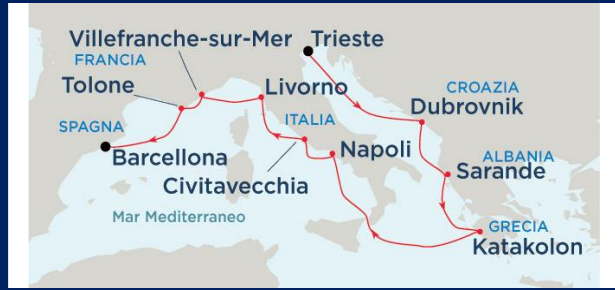 Villefranche-sur-Mer
Trieste
FRANCIA
Tolone
Livorno
CROAZIA
Dubrovnik
SPAGNA
ITALIA
Barcellona
Napoli
ALBANIA
Sarande
Civitavecchia
Mar Mediterraneo
GRECIA
Katakolon